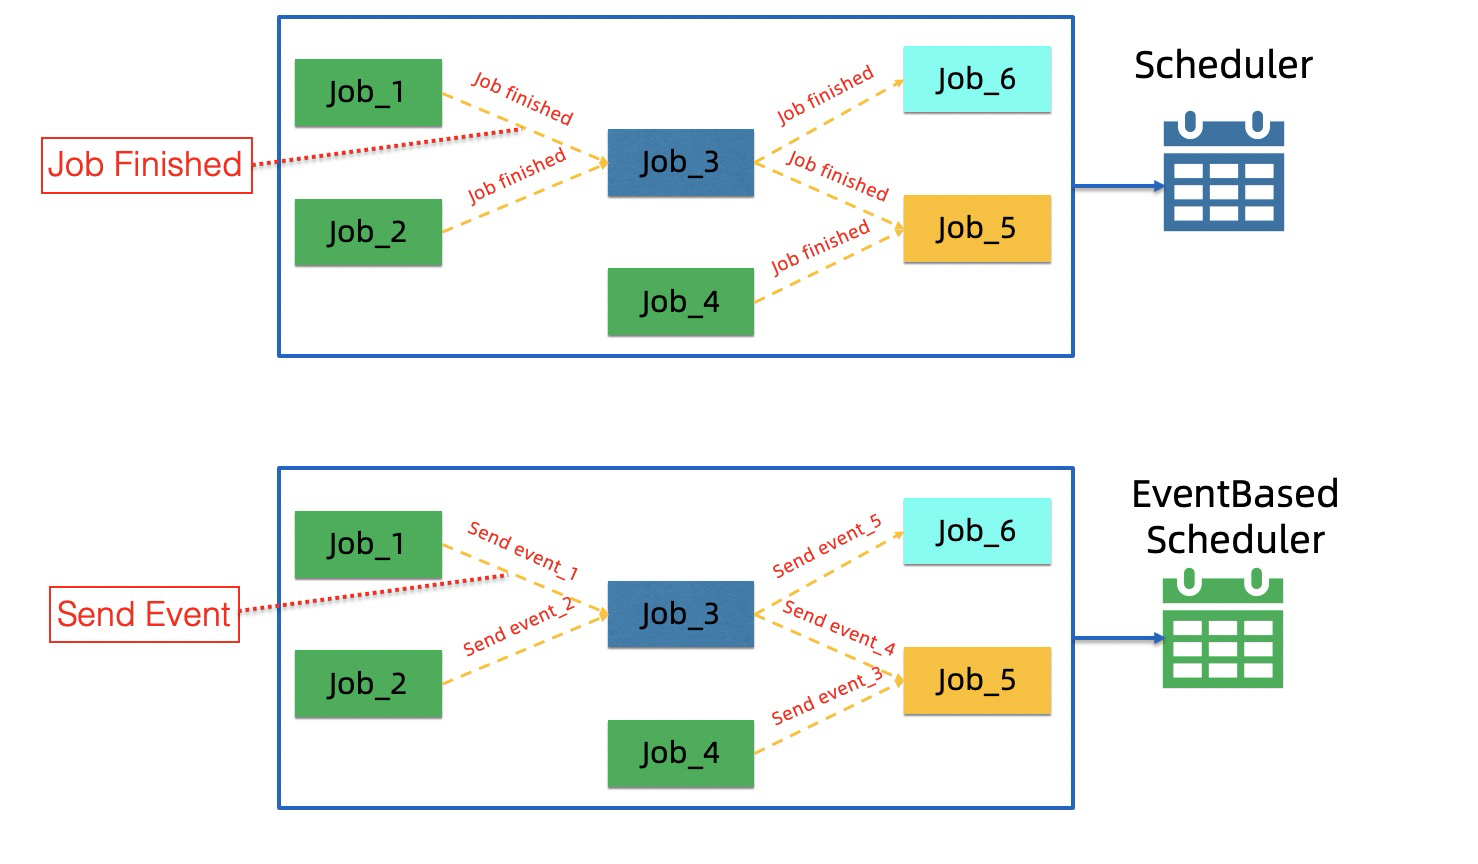 Job_1
Job finished
Job finished
Job_6
Scheduler
Job Finished
Job_3
Job finished
Job finished
Job_2
Job_5
Job finished
Job_4
EventBased
Scheduler
Job_1
Send event_1
Send event_5
Job_6
Send Event
Send event_2
Job_3
Send event_4
Job_2
Send event_3
Job_5
Job_4